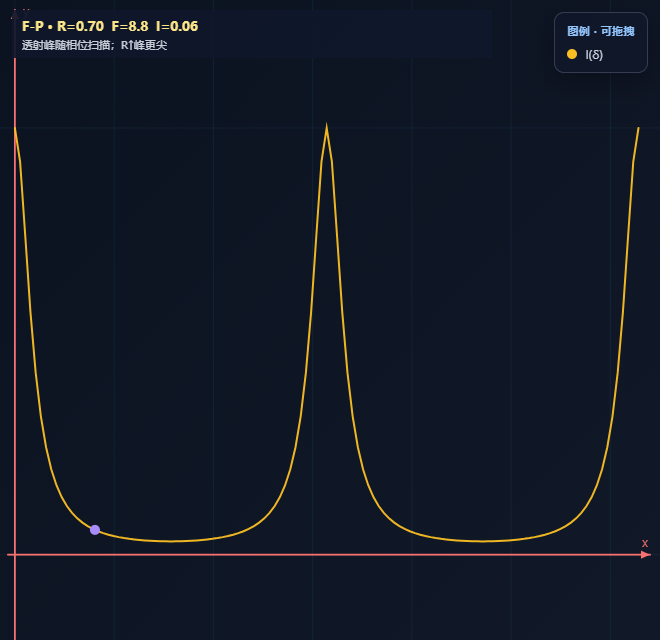 F-P • R=0.70 F=8.8 I=0.06
透射峰随相位扫描；R↑峰更尖
图例 · 可拖拽
I(δ)
x